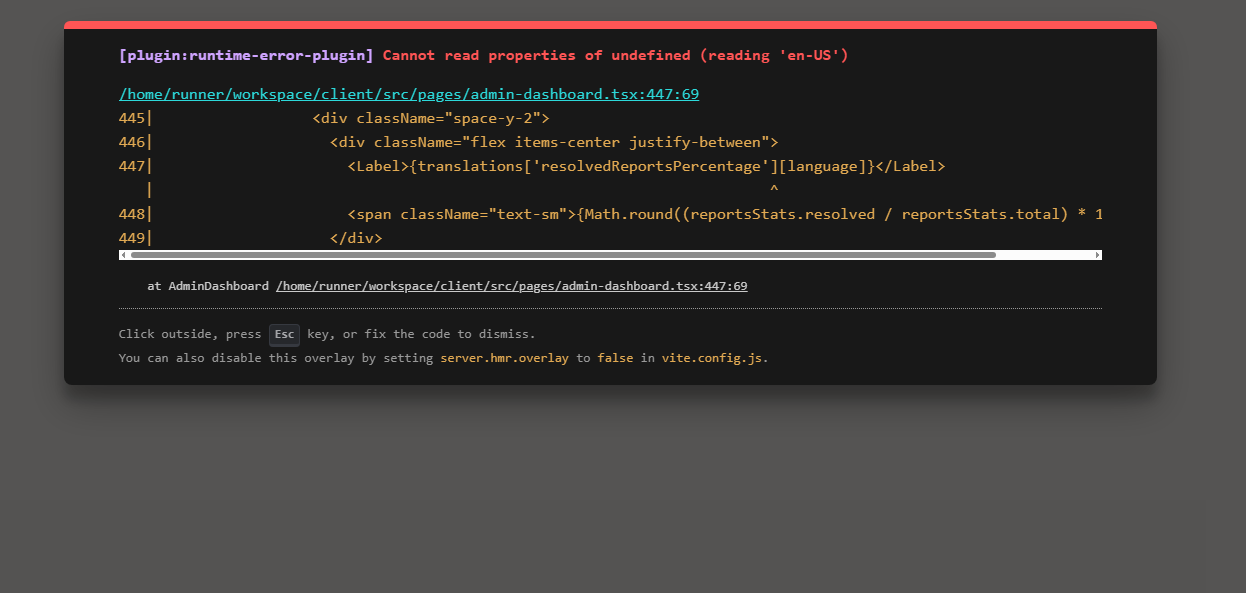 [plugin:runtime-error-plugin] Cannot read properties of undefined (reading 'en-US')
/home/runner/workspace/client/src/pages/admin-dashboard.tsx:447:69
445|                  <div className="space-y-2">
446|                    <div className="flex items-center justify-between">
447|                      <Label>{translations['resolvedReportsPercentage'][language]}</Label>
   |                                                                     ^
448|                      <span className="text-sm">{Math.round((reportsStats.resolved / reportsStats.total) * 1
449|                    </div>
at AdminDashboard /home/runner/workspace/client/src/pages/admin-dashboard.tsx:447:69
Click outside, press Esc key, or fix the code to dismiss.
You can also disable this overlay by setting server.hmr.overlay to false in vite.config.js.